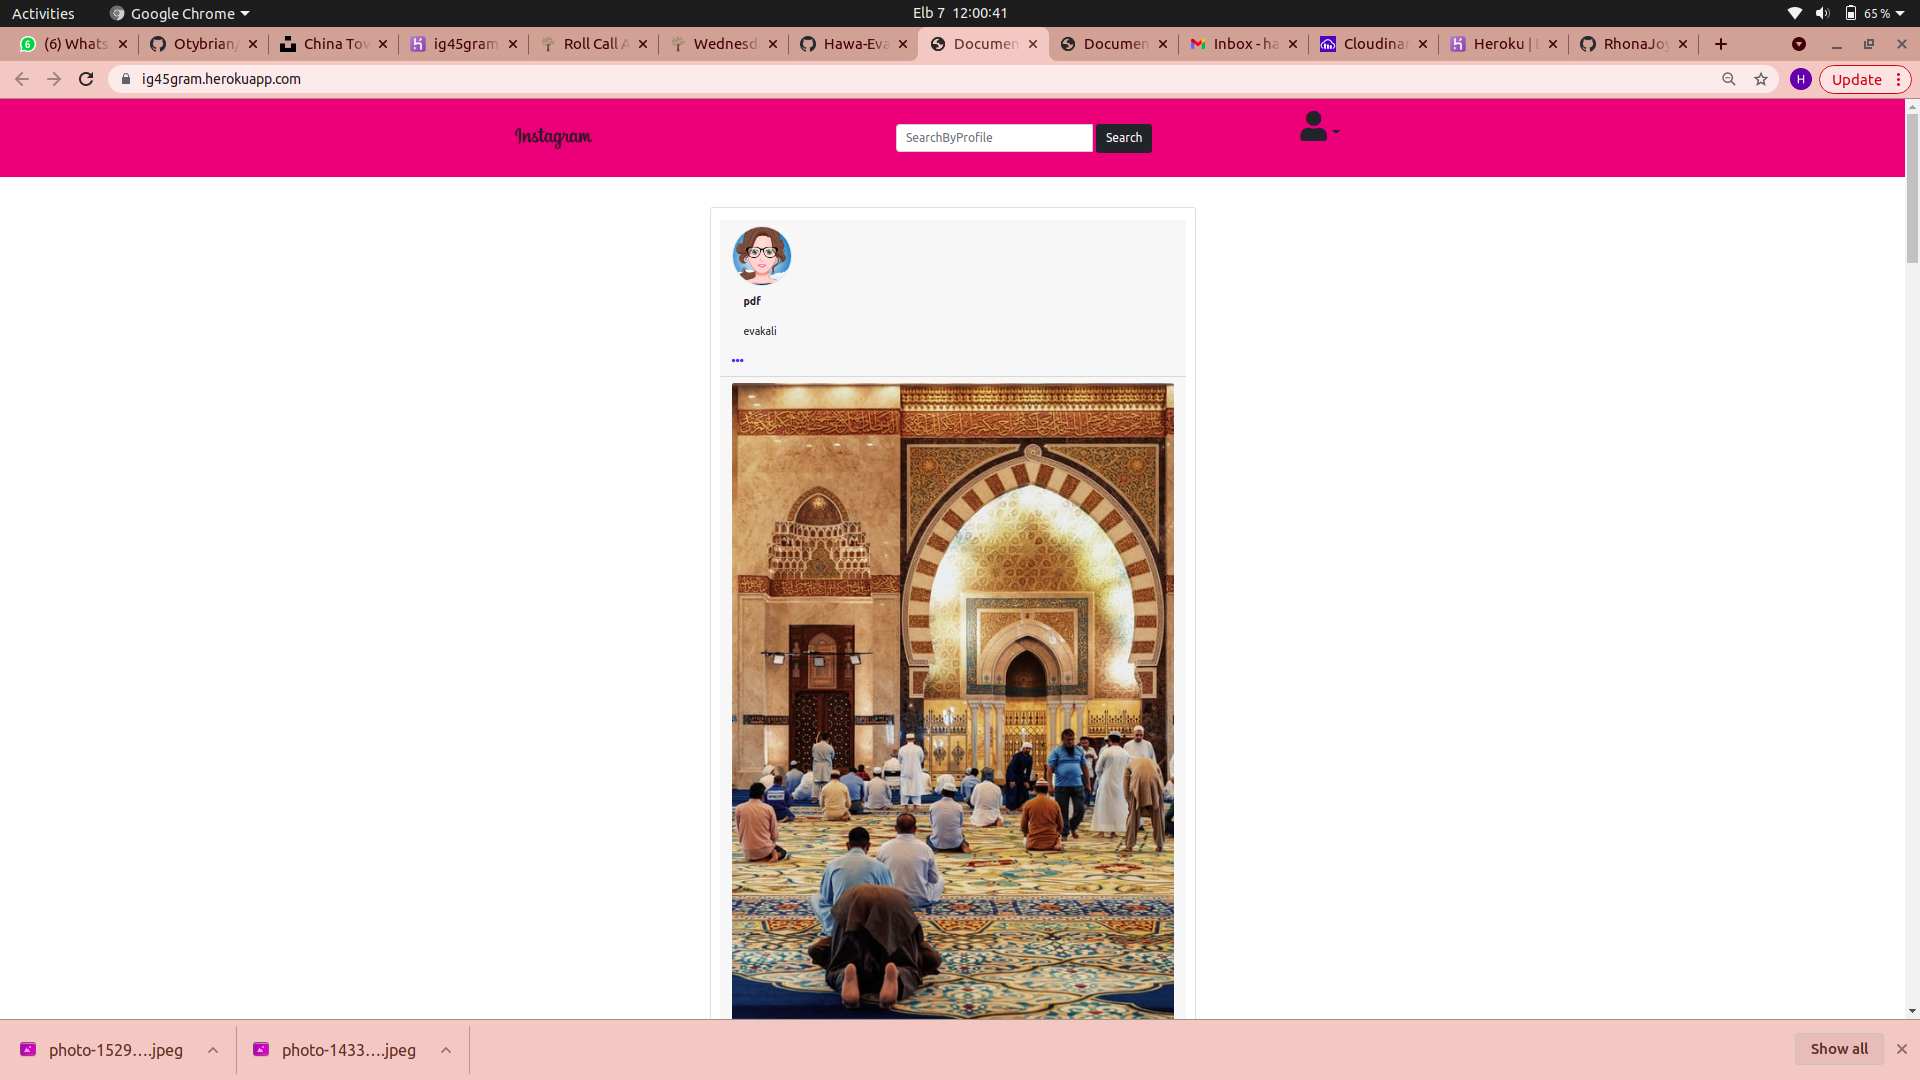 Activities
Google Chrome
Elb 7 12:00:41
65 %
(6) Whats
Otybrian/
China Tow
ig45gram
Roll Call A
Wednesd
Hawa-Eva
Documen
Documen
Inbox - ha
Cloudinar
Heroku |
RhonaJoy
ig45gram.herokuapp.com
H
Update
Instagram
SearchByProfile
Search
pdf
evakali
•••
photo-1529….jpeg
photo-1433….jpeg
Show all